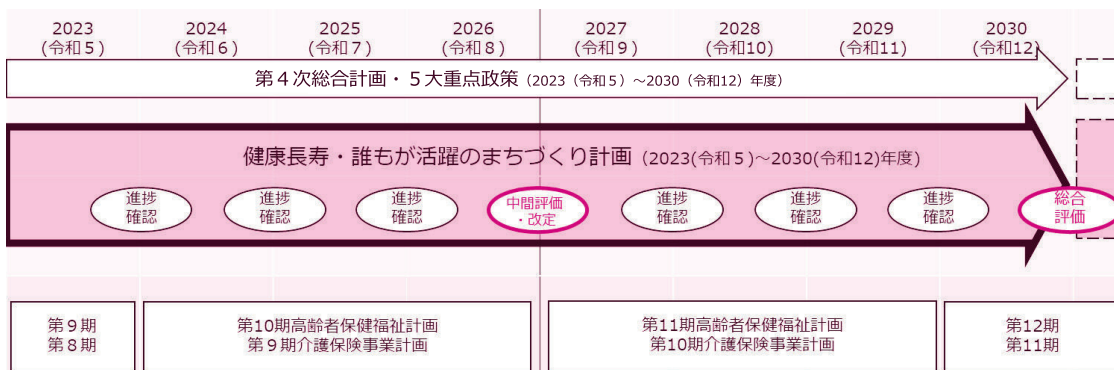 2023 2024 2025 2026 2027 2028 2029 2030
(令和５) (令和６) (令和７) (令和８) (令和９) (令和10) (令和11) (令和12)
第４次総合計画・５大重点政策（2023（令和５）～2030（令和12）年度）
健康長寿・誰もが活躍のまちづくり計画（2023(令和５)～2030(令和12)年度）
進捗 進捗 進捗 中間評価 進捗 進捗 進捗 総合
確認 確認 確認 ・改定 確認 確認 確認 評価
第９期 第10期高齢者保健福祉計画 第11期高齢者保健福祉計画 第12期
第８期 第９期介護保険事業計画 第10期介護保険事業計画 第11期